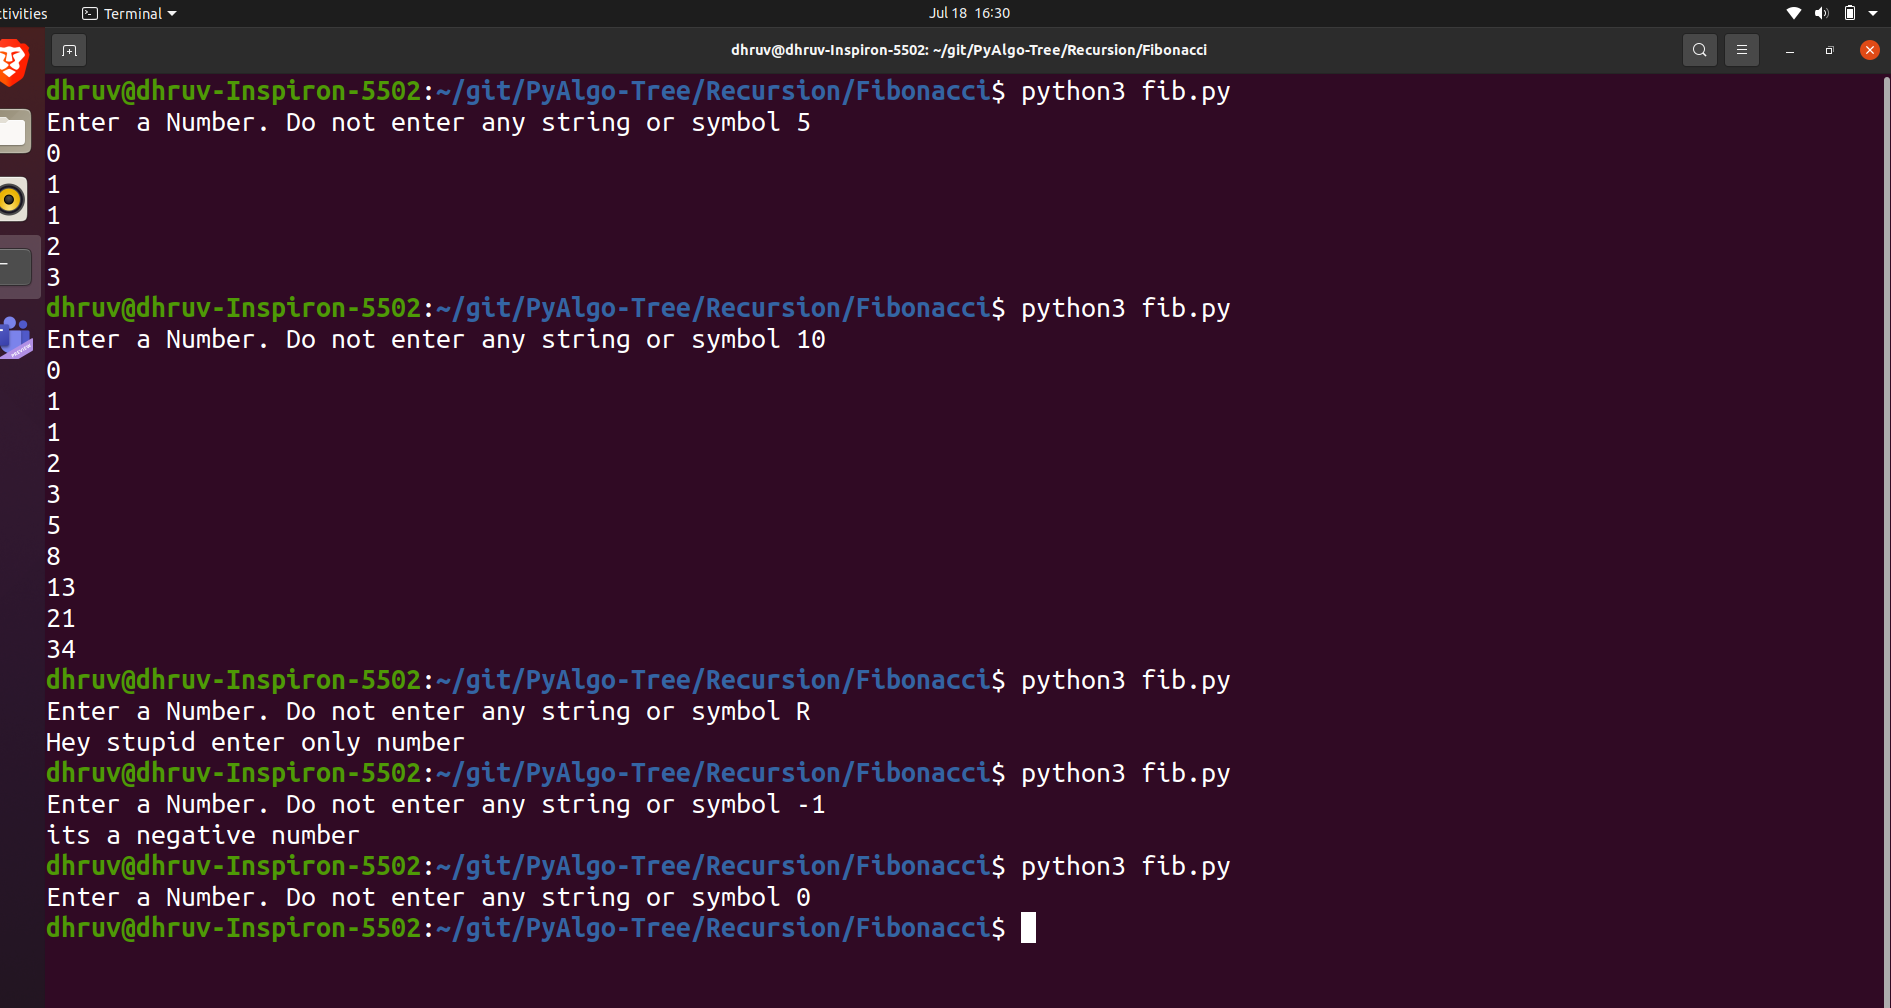 tivities Terminal Jul 18 16:30
dhruv@dhruv-Inspiron-5502: ~/git/PyAlgo-Tree/Recursion/Fibonacci
dhruv@dhruv-Inspiron-5502:~/git/PyAlgo-Tree/Recursion/Fibonacci$ python3 fib.py
Enter a Number. Do not enter any string or symbol 5
0
1
1
2
3
dhruv@dhruv-Inspiron-5502:~/git/PyAlgo-Tree/Recursion/Fibonacci$ python3 fib.py
Enter a Number. Do not enter any string or symbol 10
0
1
1
2
3
5
8
13
21
34
dhruv@dhruv-Inspiron-5502:~/git/PyAlgo-Tree/Recursion/Fibonacci$ python3 fib.py
Enter a Number. Do not enter any string or symbol R
Hey stupid enter only number
dhruv@dhruv-Inspiron-5502:~/git/PyAlgo-Tree/Recursion/Fibonacci$ python3 fib.py
Enter a Number. Do not enter any string or symbol -1
its a negative number
dhruv@dhruv-Inspiron-5502:~/git/PyAlgo-Tree/Recursion/Fibonacci$ python3 fib.py
Enter a Number. Do not enter any string or symbol 0
dhruv@dhruv-Inspiron-5502:~/git/PyAlgo-Tree/Recursion/Fibonacci$